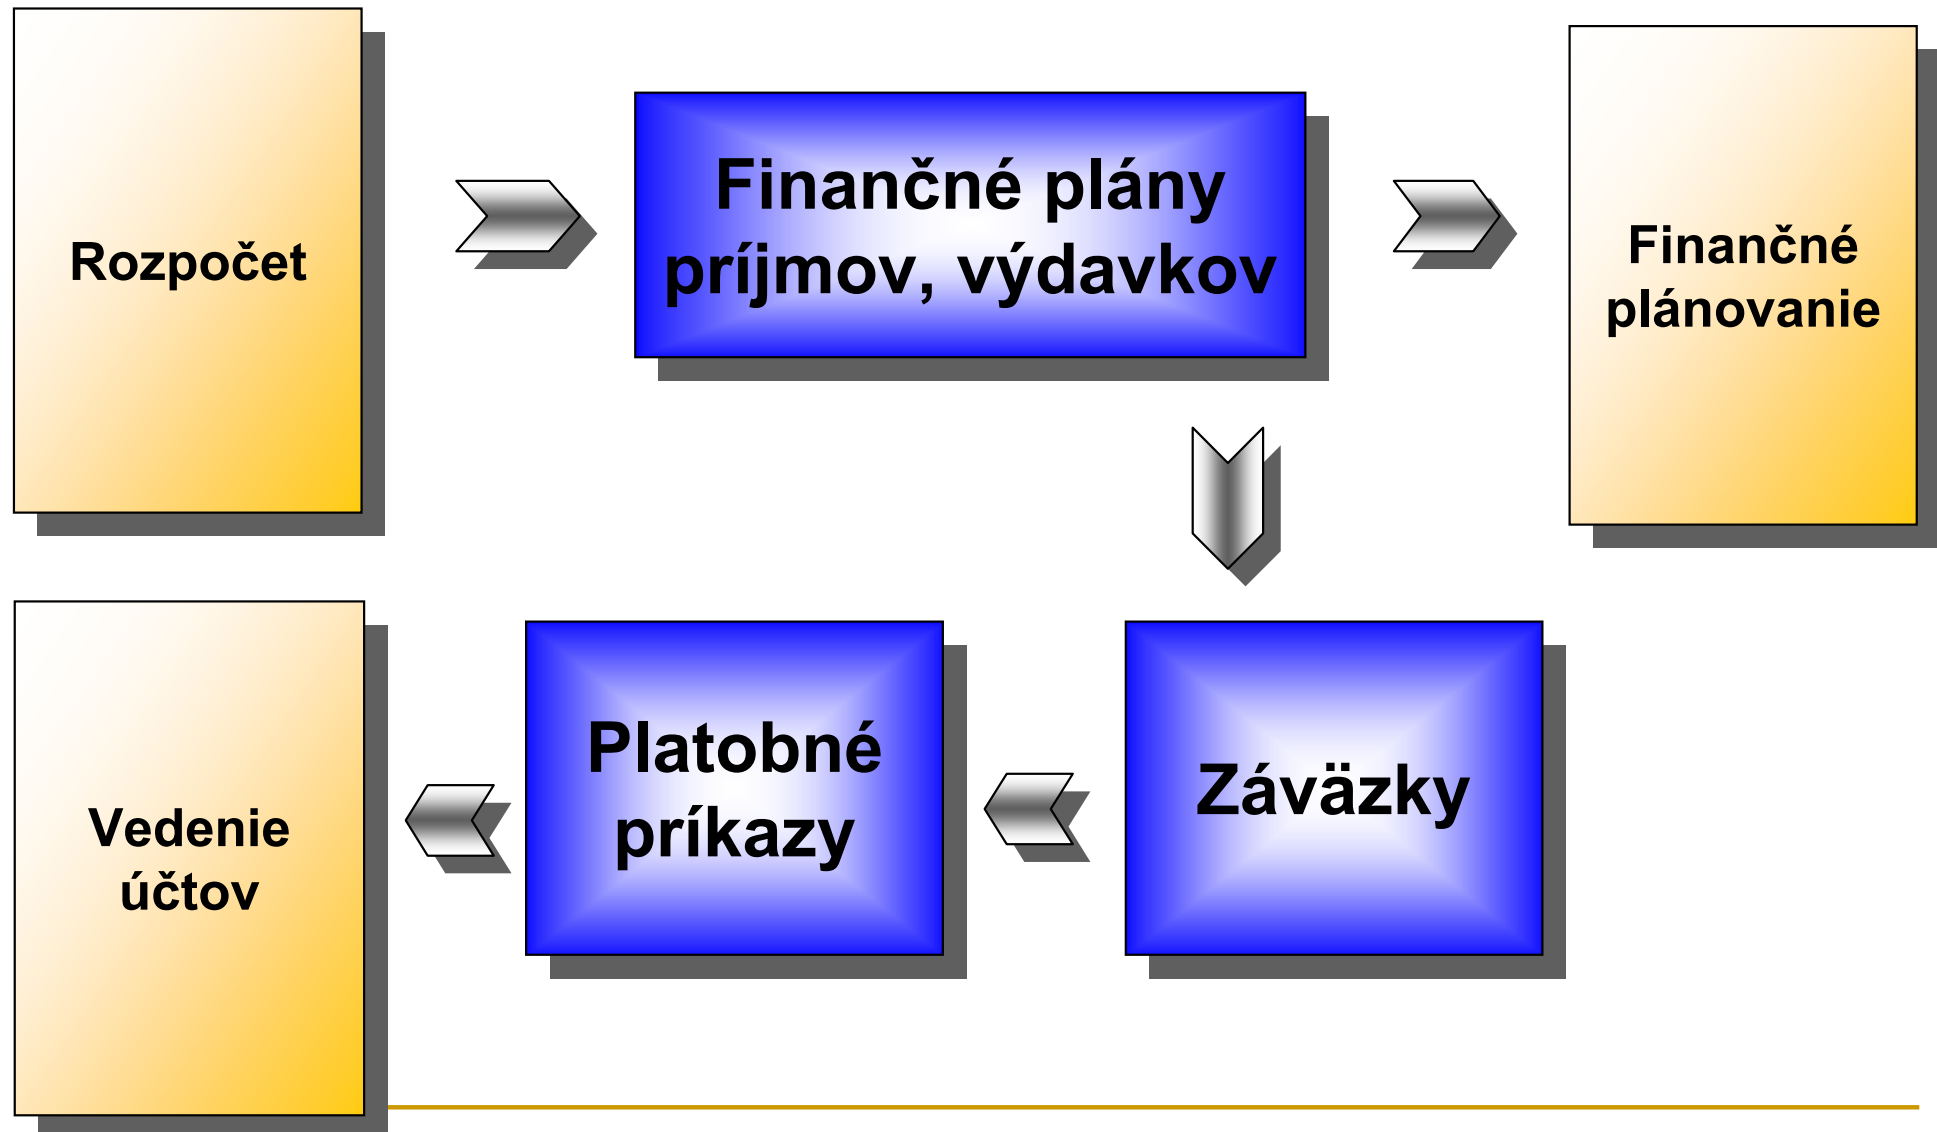 Rozpočet
Finančné plány
príjmov, výdavkov
Finančné
plánovanie
Vedenie
účtov
Platobné
príkazy
Záväzky